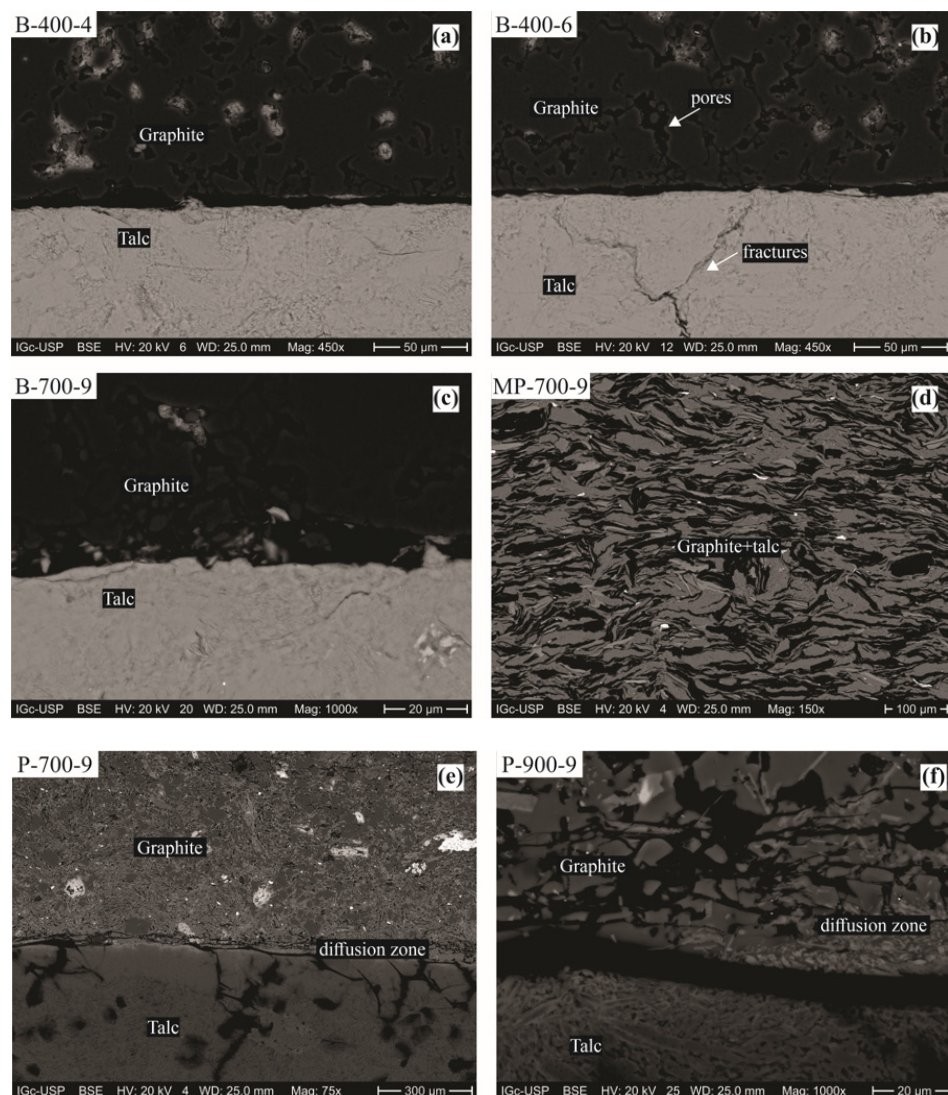 B-400-4
(a)
Graphite
Talc
IGc-USP BSE HV: 20 kV 6 WD: 25.0 mm Mag: 450x 50 µm
B-400-6
(b)
pores
Graphite
fractures
Talc
IGc-USP BSE HV: 20 kV 12 WD: 25.0 mm Mag: 450x 50 µm
B-700-9
(c)
Graphite
Talc
IGc-USP BSE HV: 20 kV 20 WD: 25.0 mm Mag: 1000x 20 µm
MP-700-9
(d)
Graphite+talc
IGc-USP BSE HV: 20 kV 4 WD: 25.0 mm Mag: 150x 100 µm
P-700-9
(e)
Graphite
diffusion zone
Talc
IGc-USP BSE HV: 20 kV 4 WD: 25.0 mm Mag: 75x 300 µm
P-900-9
(f)
Graphite
diffusion zone
Talc
IGc-USP BSE HV: 20 kV 25 WD: 25.0 mm Mag: 1000x 20 µm